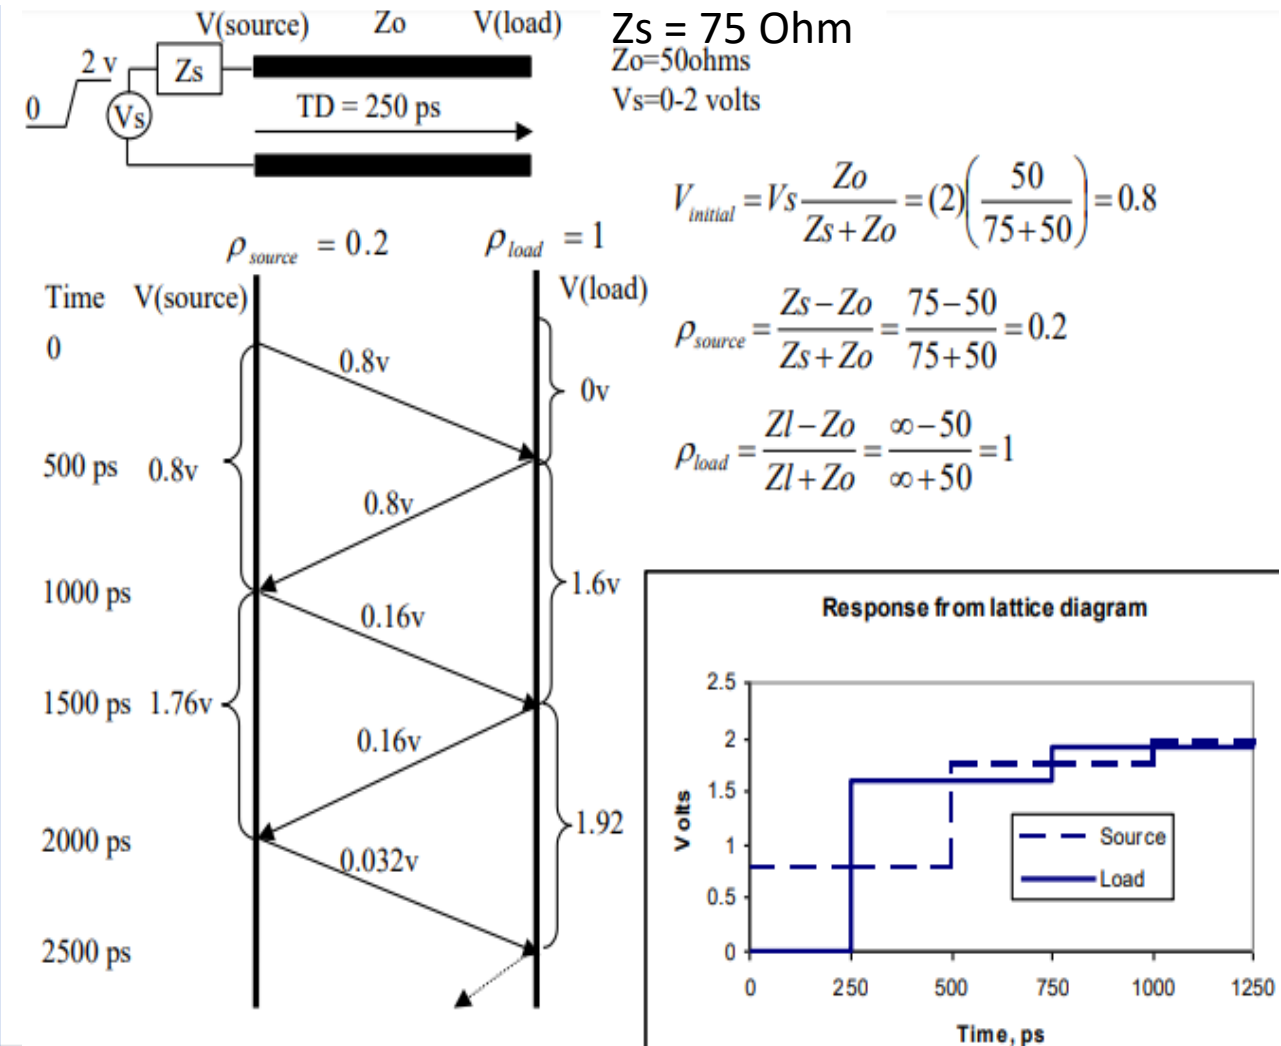 V(source) Zo V(load)
Zs = 75 Ohm
Zo=50ohms
Vs=0-2 volts
2 v
Zs
0
Vs
TD = 250 ps
V_initial = Vs Zo/(Zs+Zo) = (2)(50/(75+50)) = 0.8
ρ_source = 0.2
ρ_load = 1
Time V(source)
V(load)
ρ_source = (Zs−Zo)/(Zs+Zo) = (75−50)/(75+50) = 0.2
0
0.8v
0v
ρ_load = (Zl−Zo)/(Zl+Zo) = (∞−50)/(∞+50) = 1
500 ps 0.8v
0.8v
1000 ps
1.6v
0.16v
1500 ps 1.76v
0.16v
1.92
2000 ps
0.032v
2500 ps
Response from lattice diagram
2.5
2
1.5
1
0.5
0
Volts
Source
Load
0 250 500 750 1000 1250
Time, ps